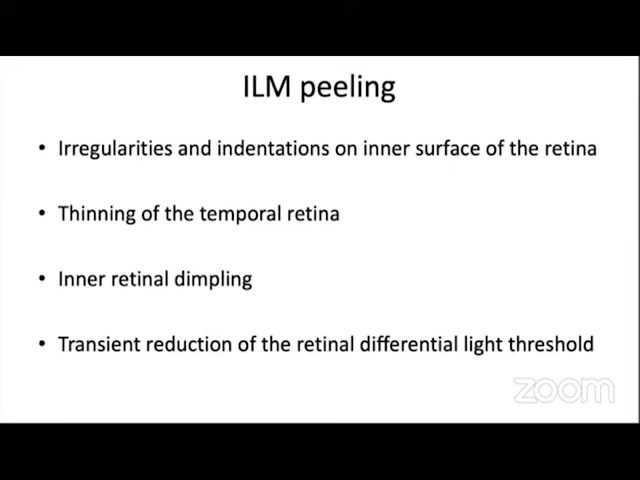 ILM peeling
• Irregularities and indentations on inner surface of the retina
• Thinning of the temporal retina
• Inner retinal dimpling
• Transient reduction of the retinal differential light threshold
zoom